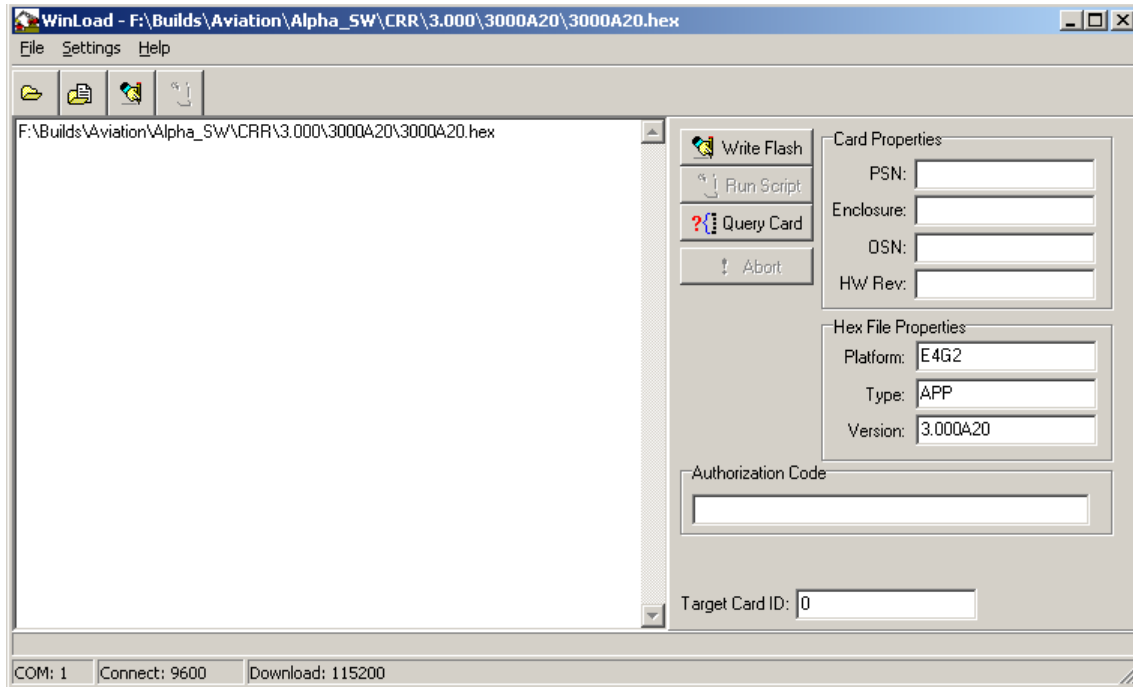 WinLoad - F:\Builds\Aviation\Alpha_SW\CRR\3.000\3000A20\3000A20.hex
File Settings Help
F:\Builds\Aviation\Alpha_SW\CRR\3.000\3000A20\3000A20.hex
Write Flash
Run Script
?{ Query Card
! Abort
Card Properties
PSN:
Enclosure:
OSN:
HW Rev:
Hex File Properties
Platform: E4G2
Type: APP
Version: 3.000A20
Authorization Code
Target Card ID: 0
COM: 1 Connect: 9600 Download: 115200